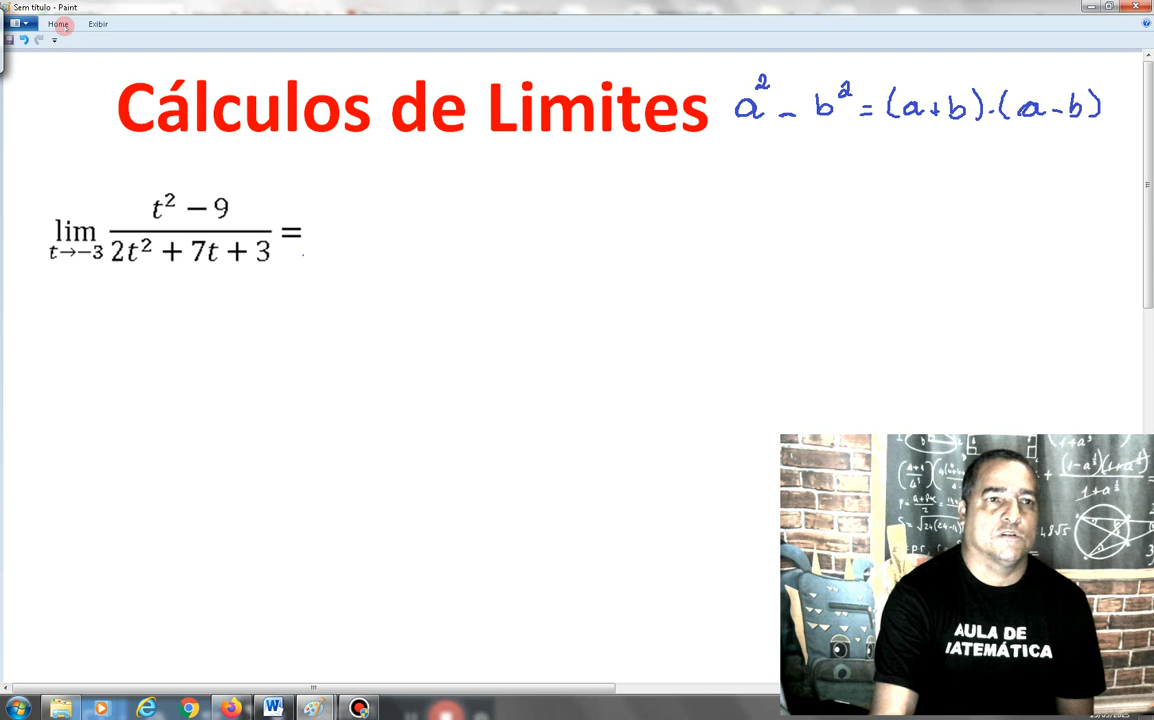 Sem título - Paint
Home Exibir
Cálculos de Limites a² - b² = (a+b)·(a-b)
lim t→-3 t² - 9 / 2t² + 7t + 3 =
AULA DE
MATEMÁTICA